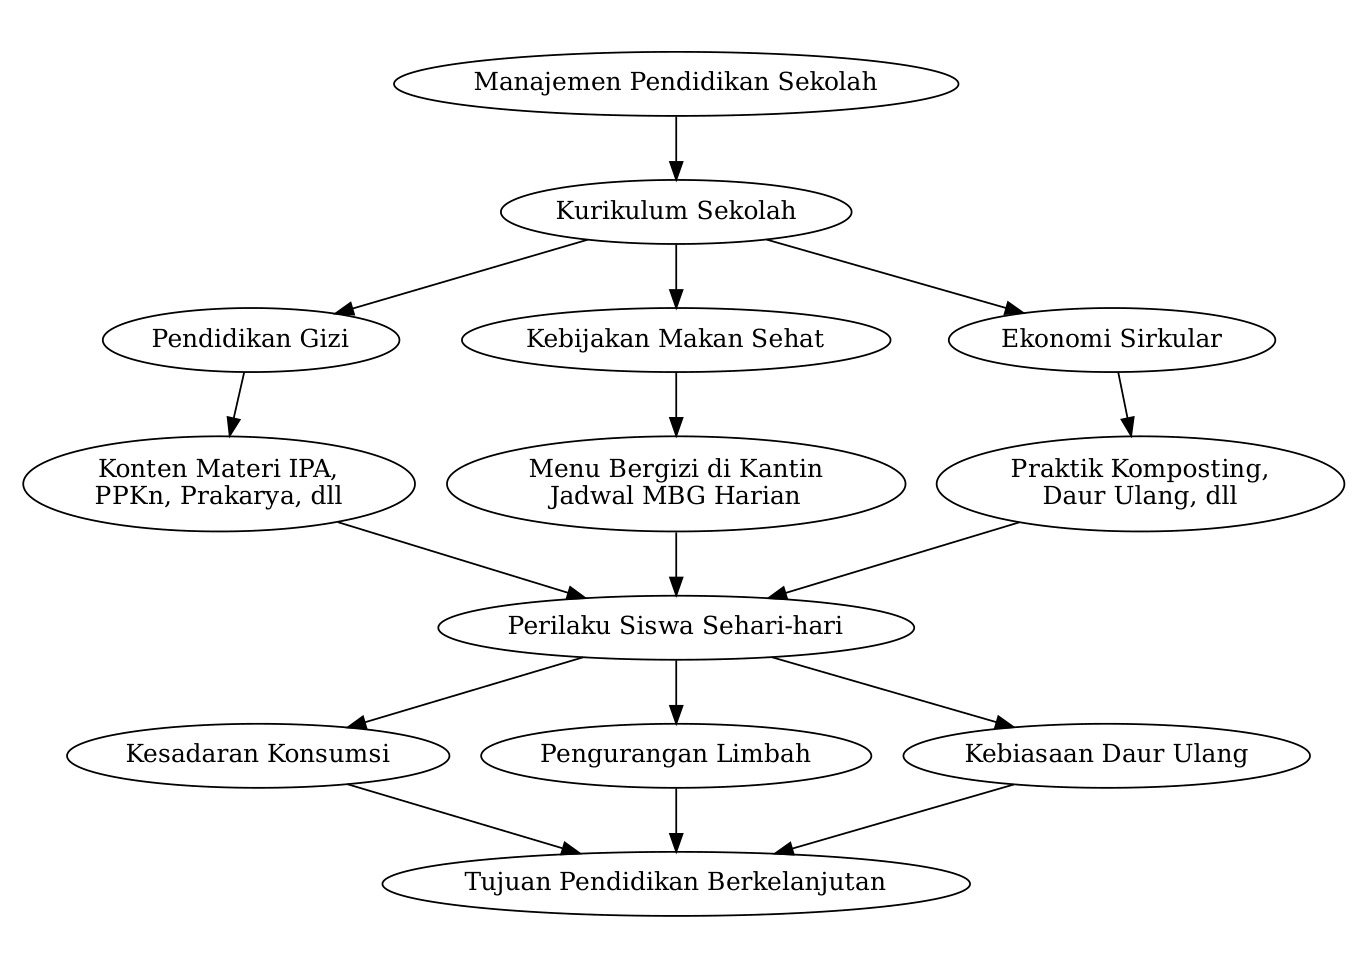 Manajemen Pendidikan Sekolah
Kurikulum Sekolah
Pendidikan Gizi
Kebijakan Makan Sehat
Ekonomi Sirkular
Konten Materi IPA,
PPKn, Prakarya, dll
Menu Bergizi di Kantin
Jadwal MBG Harian
Praktik Komposting,
Daur Ulang, dll
Perilaku Siswa Sehari-hari
Kesadaran Konsumsi
Pengurangan Limbah
Kebiasaan Daur Ulang
Tujuan Pendidikan Berkelanjutan